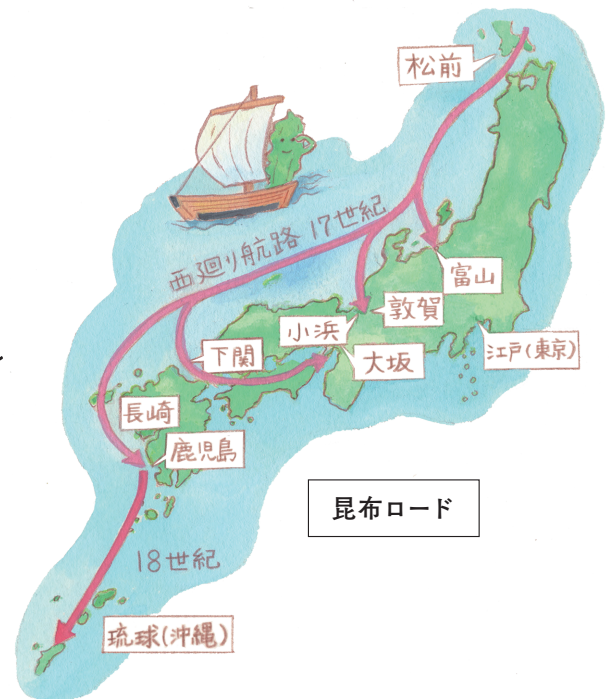 松前
西廻り航路 17世紀
富山
敦賀
小浜
江戸(東京)
大坂
下関
長崎
鹿児島
昆布ロード
18世紀
琉球(沖縄)